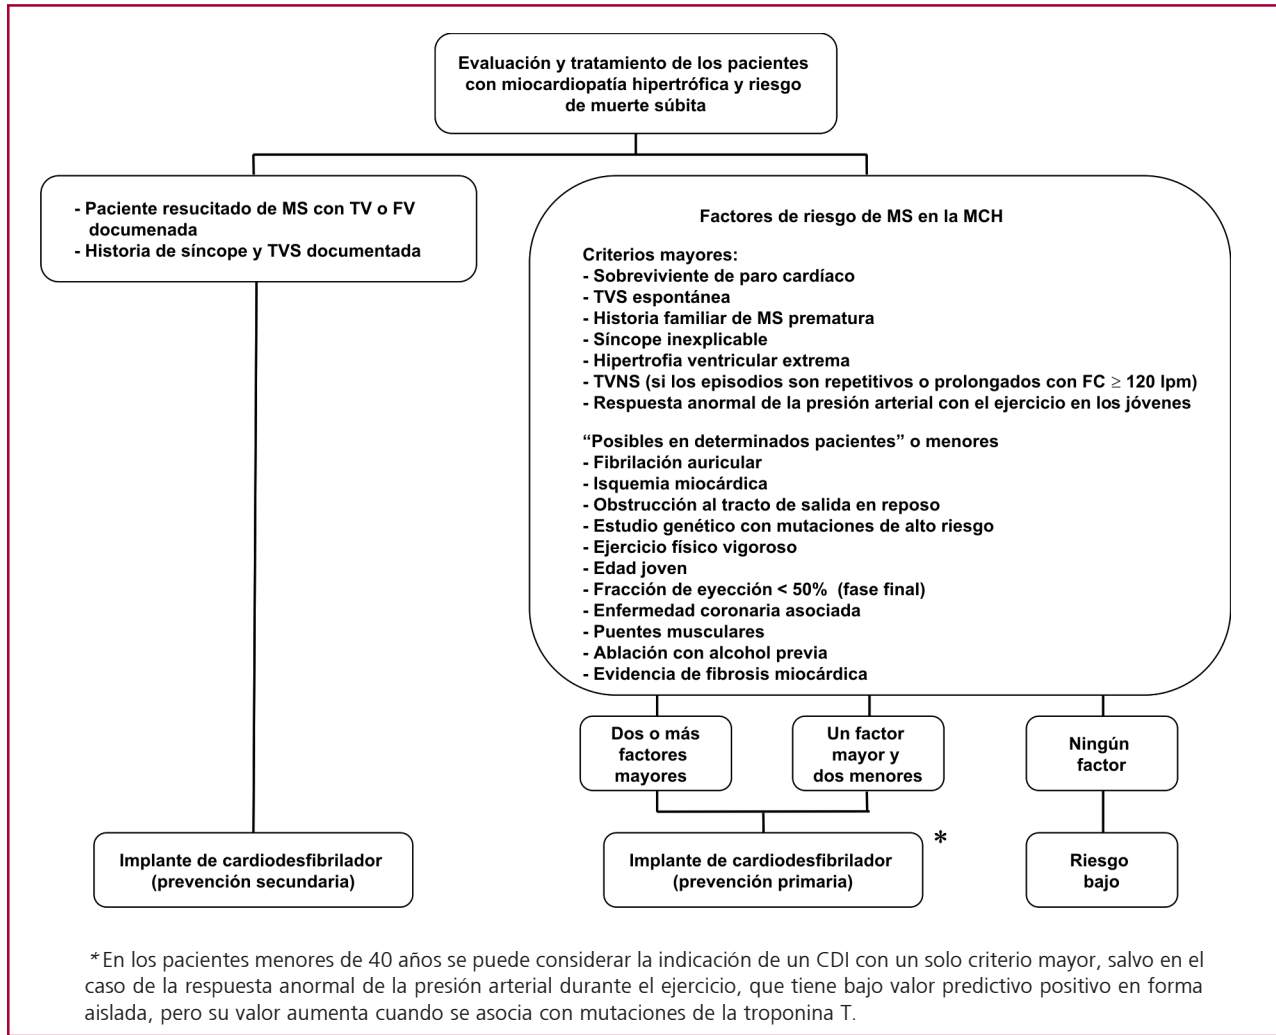 Evaluación y tratamiento de los pacientes
con miocardiopatía hipertrófica y riesgo
de muerte súbita
- Paciente resucitado de MS con TV o FV
documenada
- Historia de síncope y TVS documentada
Factores de riesgo de MS en la MCH
Criterios mayores:
- Sobreviviente de paro cardíaco
- TVS espontánea
- Historia familiar de MS prematura
- Síncope inexplicable
- Hipertrofia ventricular extrema
- TVNS (si los episodios son repetitivos o prolongados con FC ≥ 120 lpm)
- Respuesta anormal de la presión arterial con el ejercicio en los jóvenes
“Posibles en determinados pacientes” o menores
- Fibrilación auricular
- Isquemia miocárdica
- Obstrucción al tracto de salida en reposo
- Estudio genético con mutaciones de alto riesgo
- Ejercicio físico vigoroso
- Edad joven
- Fracción de eyección < 50% (fase final)
- Enfermedad coronaria asociada
- Puentes musculares
- Ablación con alcohol previa
- Evidencia de fibrosis miocárdica
Dos o más
factores
mayores
Un factor
mayor y
dos menores
Ningún
factor
Implante de cardiodesfibrilador
(prevención secundaria)
Implante de cardiodesfibrilador
(prevención primaria)
*
Riesgo
bajo
*En los pacientes menores de 40 años se puede considerar la indicación de un CDI con un solo criterio mayor, salvo en el
caso de la respuesta anormal de la presión arterial durante el ejercicio, que tiene bajo valor predictivo positivo en forma
aislada, pero su valor aumenta cuando se asocia con mutaciones de la troponina T.